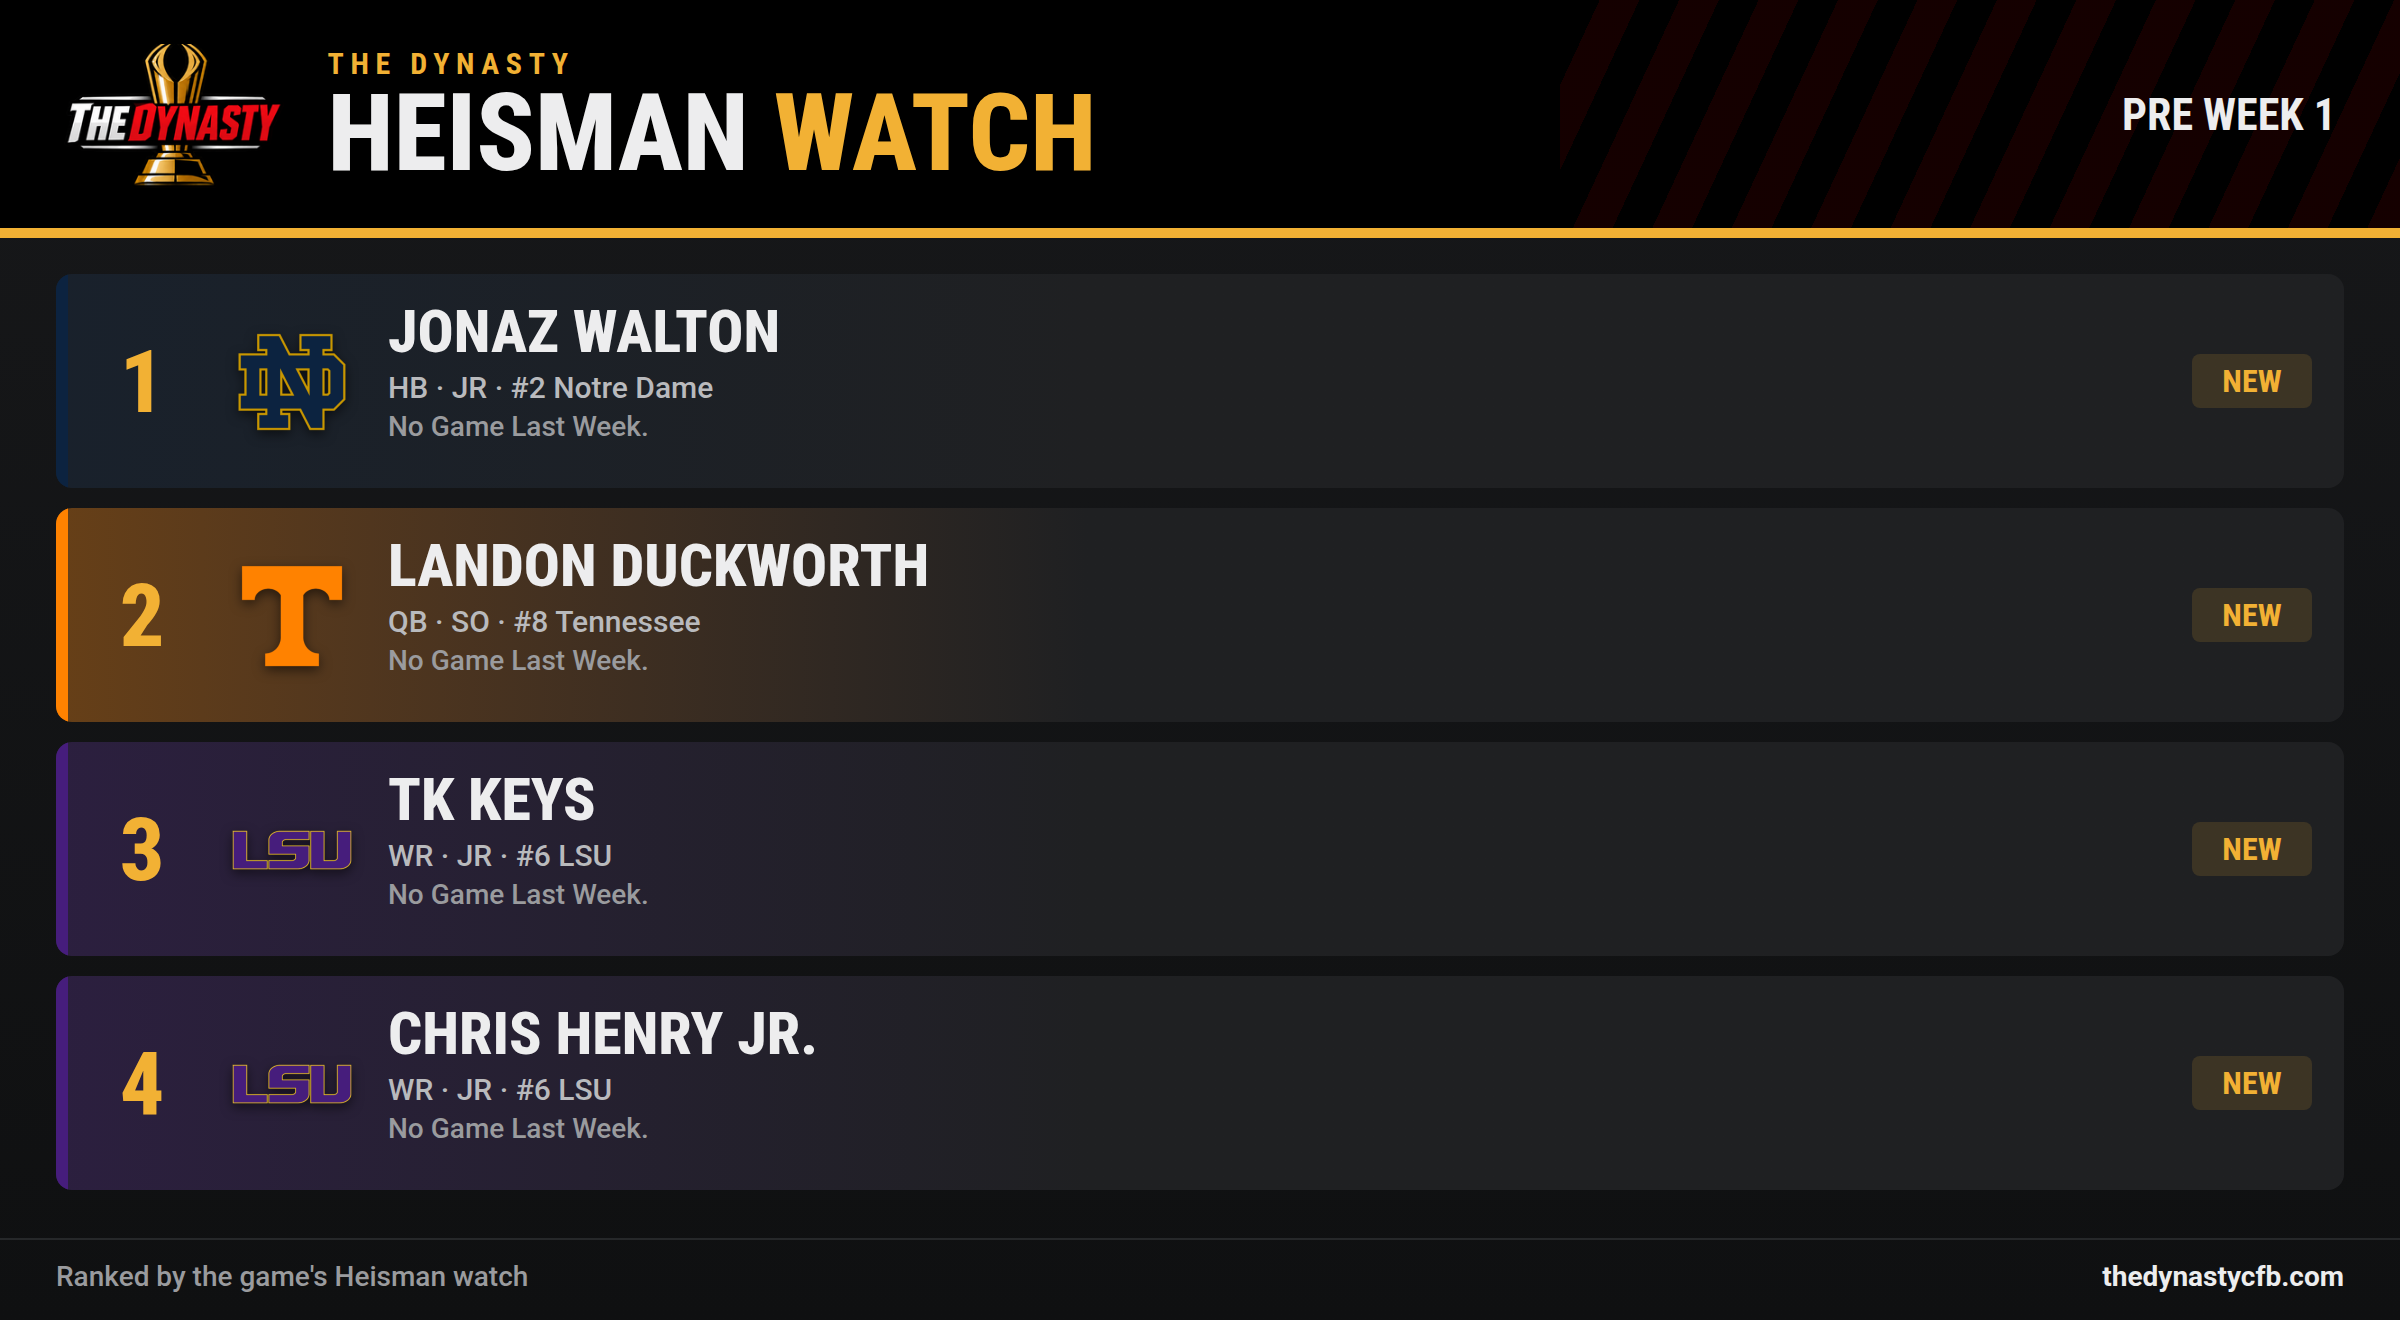 THE DYNASTY
THE DYNASTY
HEISMAN WATCH
PRE WEEK 1
1
ND
JONAZ WALTON
HB · JR · #2 Notre Dame
No Game Last Week.
NEW
2
T
LANDON DUCKWORTH
QB · SO · #8 Tennessee
No Game Last Week.
NEW
3
LSU
TK KEYS
WR · JR · #6 LSU
No Game Last Week.
NEW
4
LSU
CHRIS HENRY JR.
WR · JR · #6 LSU
No Game Last Week.
NEW
Ranked by the game's Heisman watch
thedynastycfb.com